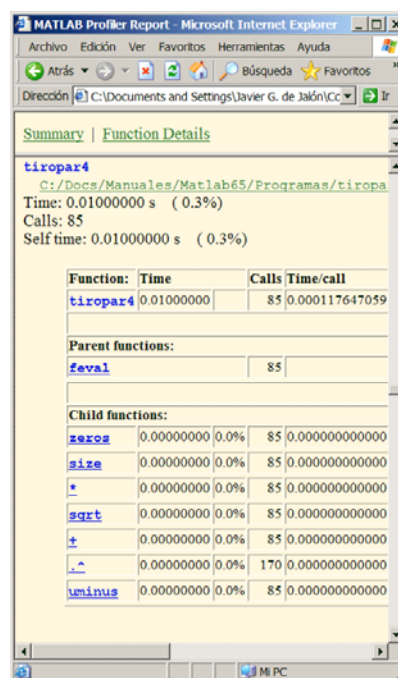 MATLAB Profiler Report - Microsoft Internet Explorer
Archivo Edición Ver Favoritos Herramientas Ayuda
Atrás Búsqueda Favoritos »
Dirección C:\Documents and Settings\Javier G. de Jalón\Cc Ir
Summary | Function Details
tiropar4
C:/Docs/Manuales/Matlab65/Programas/tiropa
Time: 0.01000000 s ( 0.3%)
Calls: 85
Self time: 0.01000000 s ( 0.3%)
Function: Time Calls Time/call
tiropar4 0.01000000 85 0.000117647059
Parent functions:
feval 85
Child functions:
zeros 0.00000000 0.0% 85 0.000000000000
size 0.00000000 0.0% 85 0.000000000000
* 0.00000000 0.0% 85 0.000000000000
sqrt 0.00000000 0.0% 85 0.000000000000
+ 0.00000000 0.0% 85 0.000000000000
.^ 0.00000000 0.0% 170 0.000000000000
uminus 0.00000000 0.0% 85 0.000000000000
Mi PC